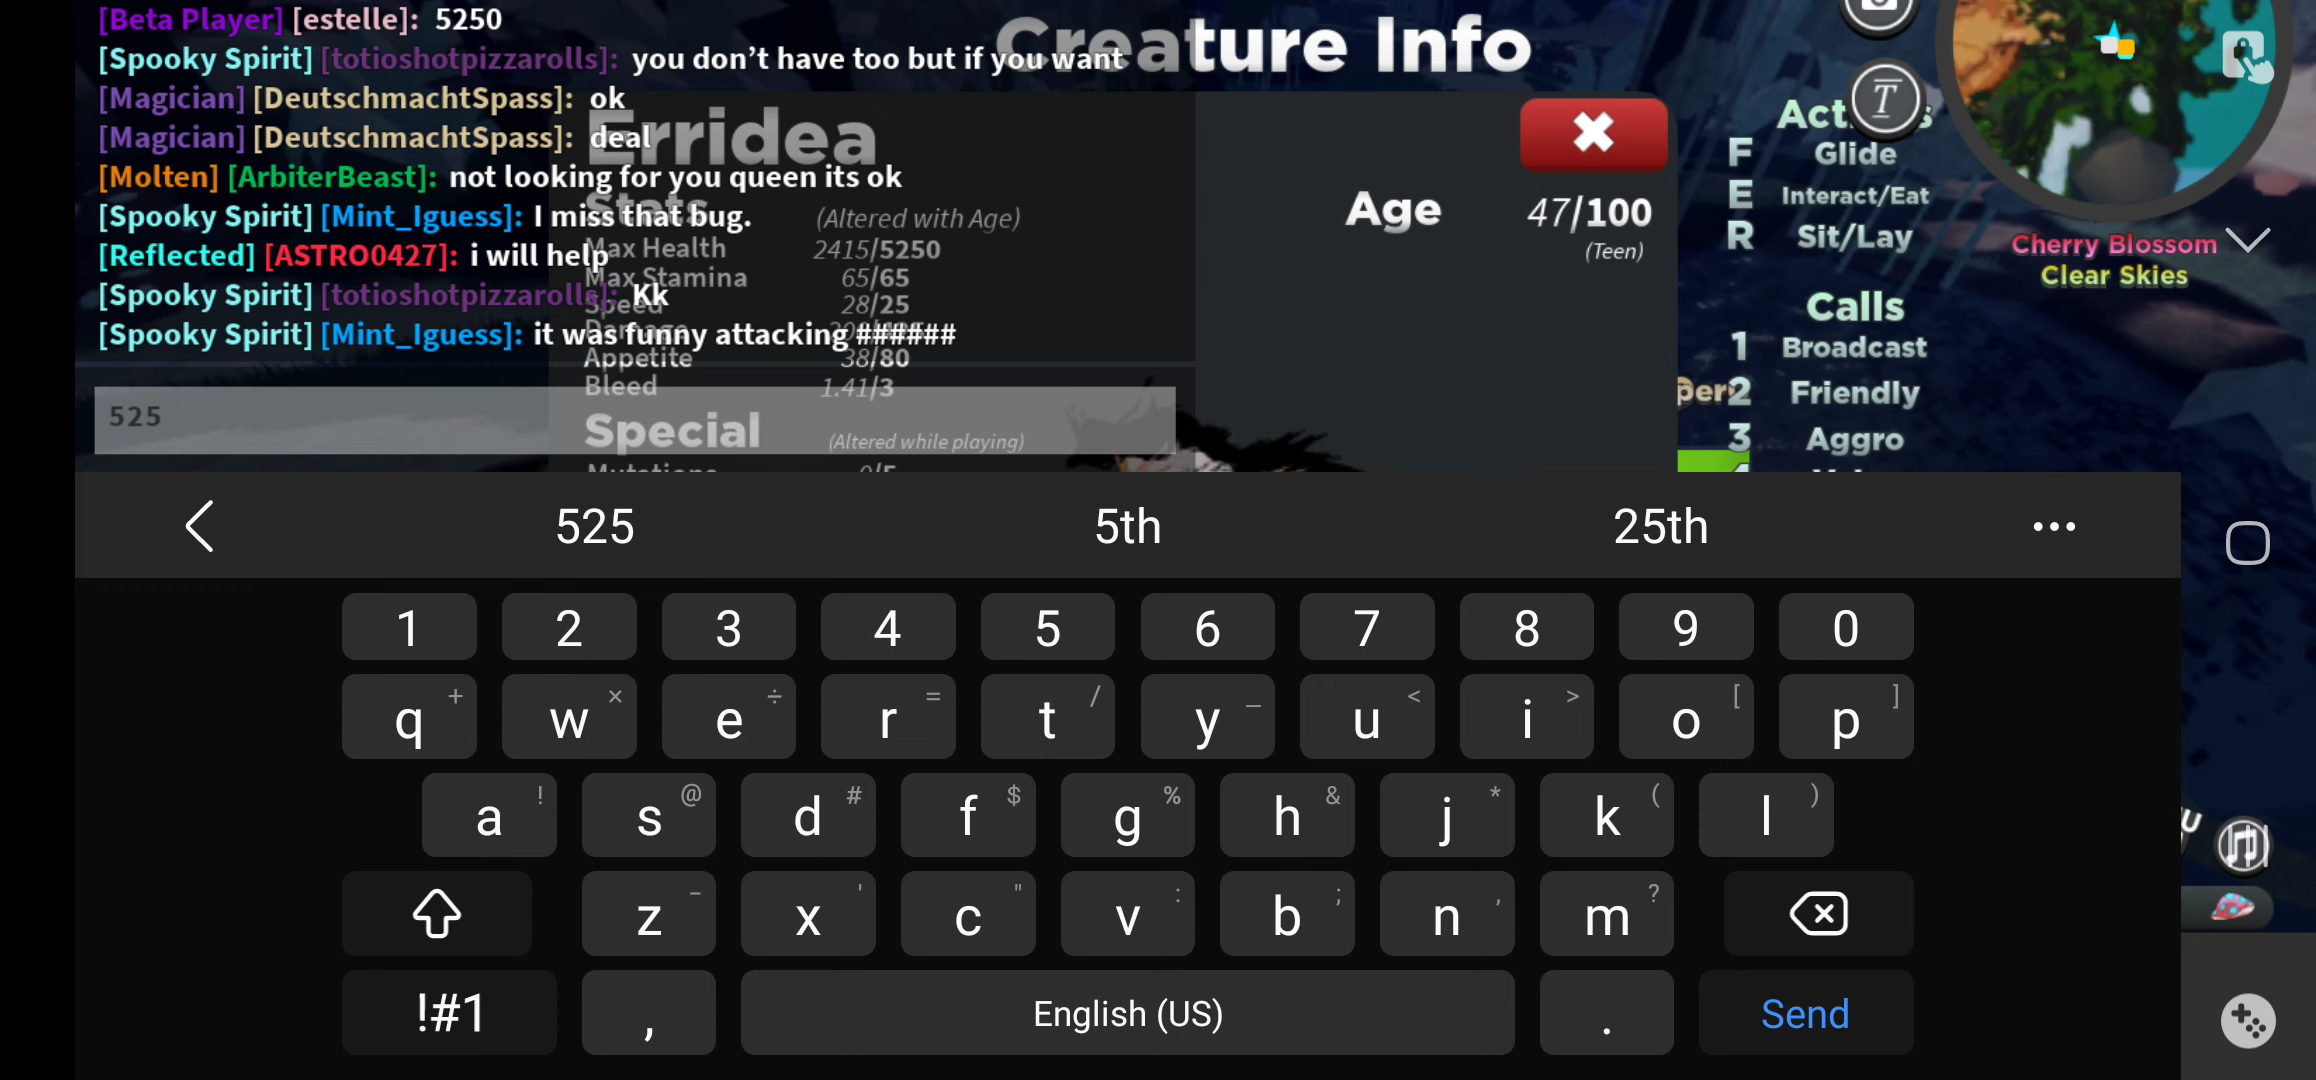 [Beta Player] [estelle]: 5250
[Spooky Spirit] [totioshotpizzarolls]: you don't have too but if you want
[Magician] [DeutschmachtSpass]: ok
[Magician] [DeutschmachtSpass]: deal
[Molten] [ArbiterBeast]: not looking for you queen its ok
[Spooky Spirit] [Mint_Iguess]: I miss that bug.
[Reflected] [ASTRO0427]: i will help
[Spooky Spirit] [totioshotpizzarolls]: Kk
[Spooky Spirit] [Mint_Iguess]: it was funny attacking ######
525
Creature Info
Erridea
Stats (Altered with Age)
Max Health 2415/5250
Max Stamina 65/65
Speed 28/25
Damage
Appetite 38/80
Bleed 1.41/3
Special (Altered while playing)
Mutations 0/5
Age 47/100
(Teen)
T
F Glide
E Interact/Eat
R Sit/Lay
Calls
1 Broadcast
2 Friendly
3 Aggro
Cherry Blossom
Clear Skies
525 5th 25th
1 2 3 4 5 6 7 8 9 0
q + w × e ÷ r = t / y _ u < i > o [ p ]
a ! s @ d # f $ g % h & j * k ( l )
z - x ' c " v : b ; n , m ?
!#1 , English (US) . Send